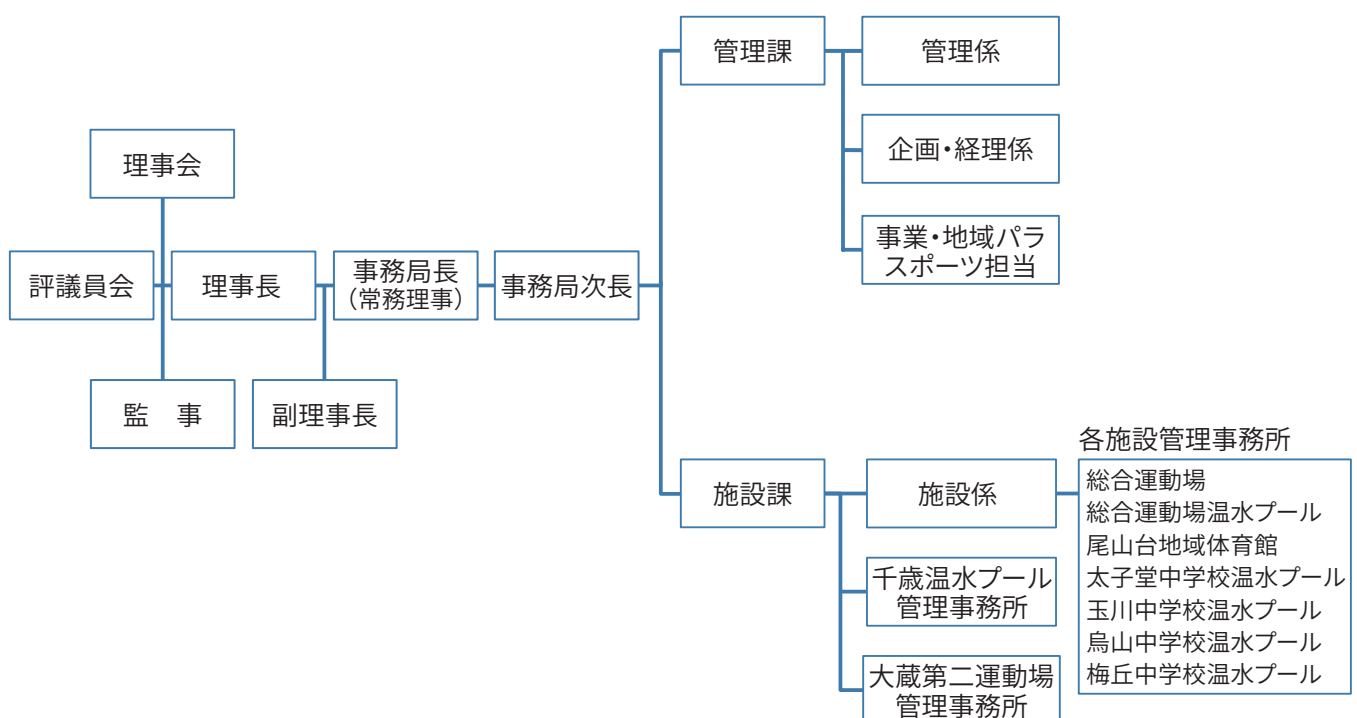 管理課
管理係
企画・経理係
事業・地域パラ
スポーツ担当
理事会
評議員会
理事長
事務局長
（常務理事）
事務局次長
監　事
副理事長
施設課
施設係
千歳温水プール
管理事務所
大蔵第二運動場
管理事務所
各施設管理事務所
総合運動場
総合運動場温水プール
尾山台地域体育館
太子堂中学校温水プール
玉川中学校温水プール
烏山中学校温水プール
梅丘中学校温水プール